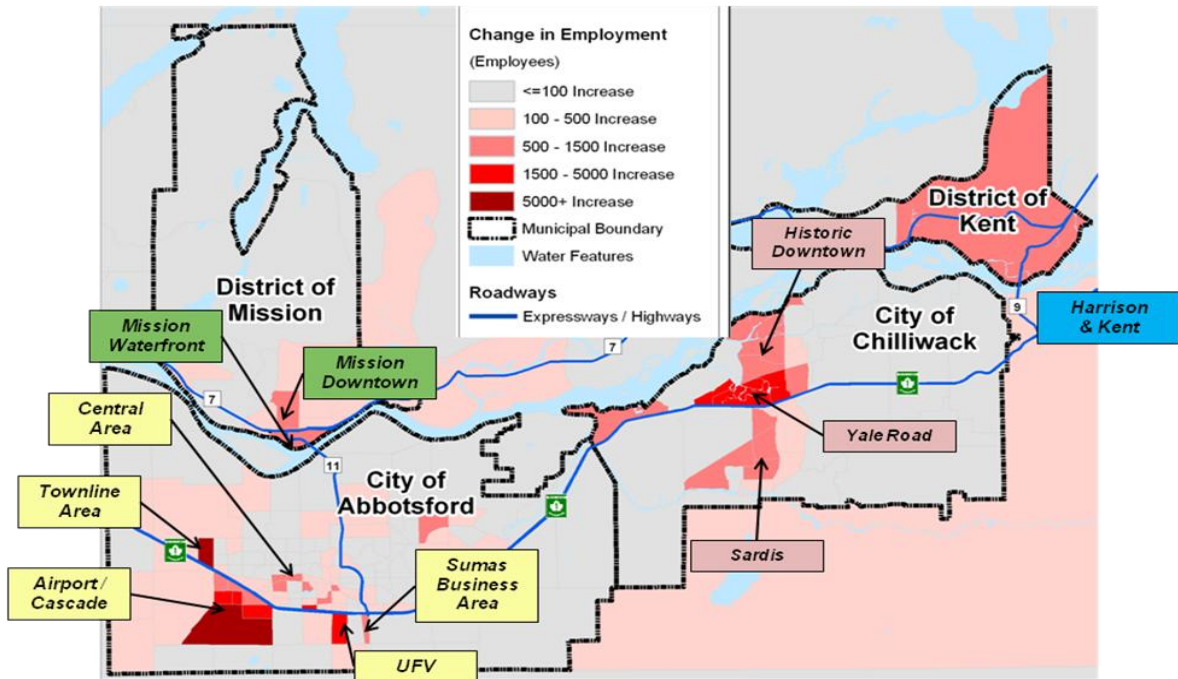 Change in Employment
(Employees)
<=100 Increase
100 - 500 Increase
500 - 1500 Increase
1500 - 5000 Increase
5000+ Increase
Municipal Boundary
Water Features
Roadways
Expressways / Highways
District of
Kent
Historic
Downtown
District of
Mission
Mission
Waterfront
Harrison
& Kent
9
City of
Chilliwack
7
Mission
Downtown
1
7
Central
Area
Yale Road
11
City of
Abbotsford
Townline
Area
1
1
Sumas
Business
Area
Sardis
Airport /
Cascade
UFV